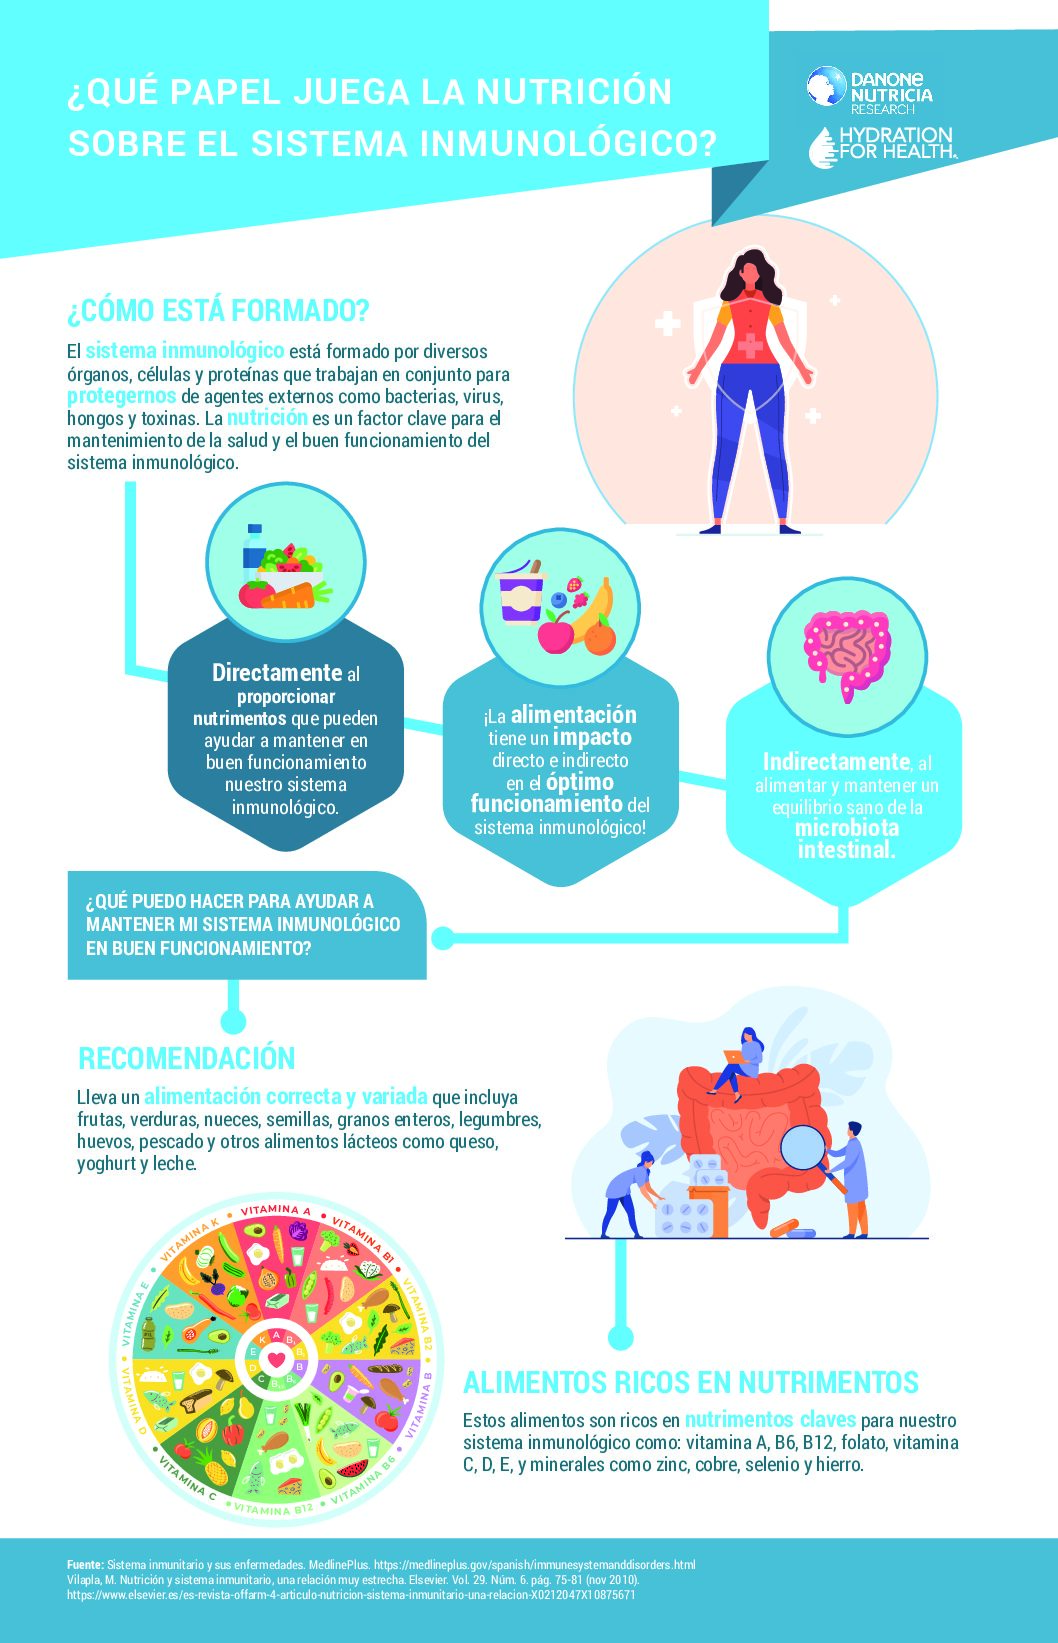 ¿QUÉ PAPEL JUEGA LA NUTRICIÓN
SOBRE EL SISTEMA INMUNOLÓGICO?
DANONE
NUTRICIA
RESEARCH
HYDRATION
FOR HEALTH
¿CÓMO ESTÁ FORMADO?
El sistema inmunológico está formado por diversos
órganos, células y proteínas que trabajan en conjunto para
protegernos de agentes externos como bacterias, virus,
hongos y toxinas. La nutrición es un factor clave para el
mantenimiento de la salud y el buen funcionamiento del
sistema inmunológico.
Directamente al
proporcionar
nutrimentos que pueden
ayudar a mantener en
buen funcionamiento
nuestro sistema
inmunológico.
¡La alimentación
tiene un impacto
directo e indirecto
en el óptimo
funcionamiento del
sistema inmunológico!
Indirectamente, al
alimentar y mantener un
equilibrio sano de la
microbiota
intestinal.
¿QUÉ PUEDO HACER PARA AYUDAR A
MANTENER MI SISTEMA INMUNOLÓGICO
EN BUEN FUNCIONAMIENTO?
RECOMENDACIÓN
Lleva un alimentación correcta y variada que incluya
frutas, verduras, nueces, semillas, granos enteros, legumbres,
huevos, pescado y otros alimentos lácteos como queso,
yoghurt y leche.
VITAMINA A
VITAMINA B1
VITAMINA B2
VITAMINA B
VITAMINA B6
VITAMINA B12
VITAMINA C
VITAMINA D
VITAMINA E
VITAMINA K
A
B
C
D
E
K
ALIMENTOS RICOS EN NUTRIMENTOS
Estos alimentos son ricos en nutrimentos claves para nuestro
sistema inmunológico como: vitamina A, B6, B12, folato, vitamina
C, D, E, y minerales como zinc, cobre, selenio y hierro.
Fuente: Sistema inmunitario y sus enfermedades. MedlinePlus. https://medlineplus.gov/spanish/immunesystemanddisorders.html
Vilapla, M. Nutrición y sistema inmunitario, una relación muy estrecha. Elsevier. Vol. 29. Núm. 6. pág. 75-81 (nov 2010).
https://www.elsevier.es/es-revista-offarm-4-articulo-nutricion-sistema-inmunitario-una-relacion-X0212047X10875671